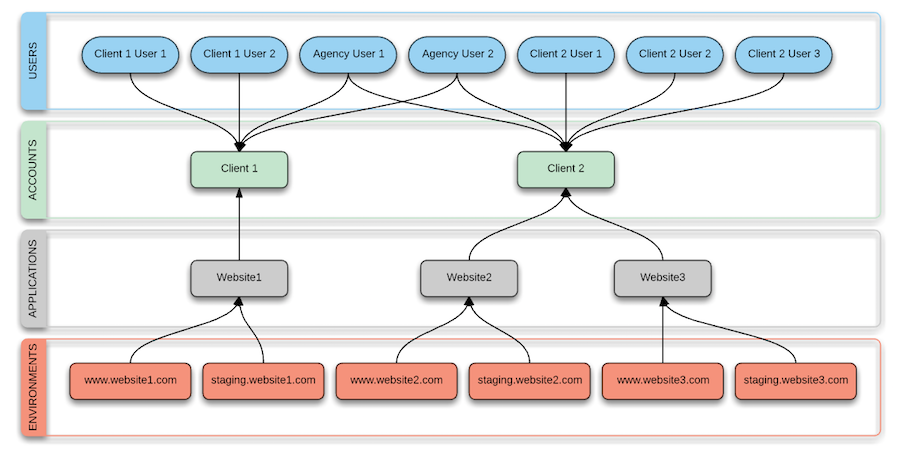 USERS
Client 1 User 1
Client 1 User 2
Agency User 1
Agency User 2
Client 2 User 1
Client 2 User 2
Client 2 User 3
ACCOUNTS
Client 1
Client 2
APPLICATIONS
Website1
Website2
Website3
ENVIRONMENTS
www.website1.com
staging.website1.com
www.website2.com
staging.website2.com
www.website3.com
staging.website3.com